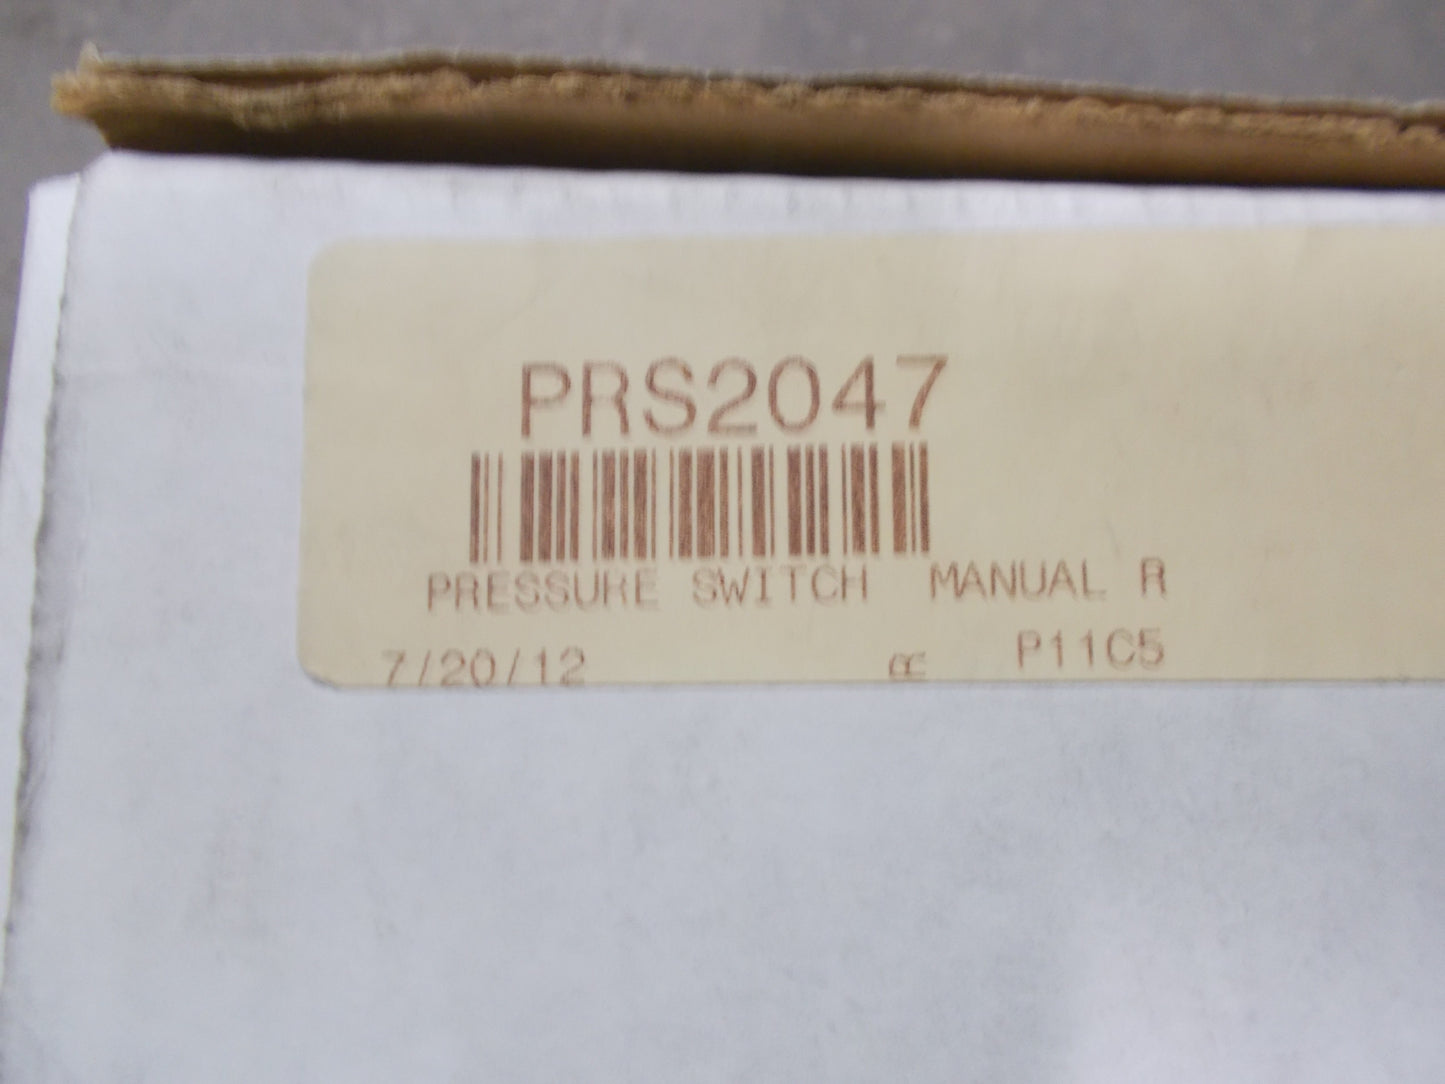 PRS2047
PRESSURE SWITCH MANUAL R
7/20/12 R P11C5